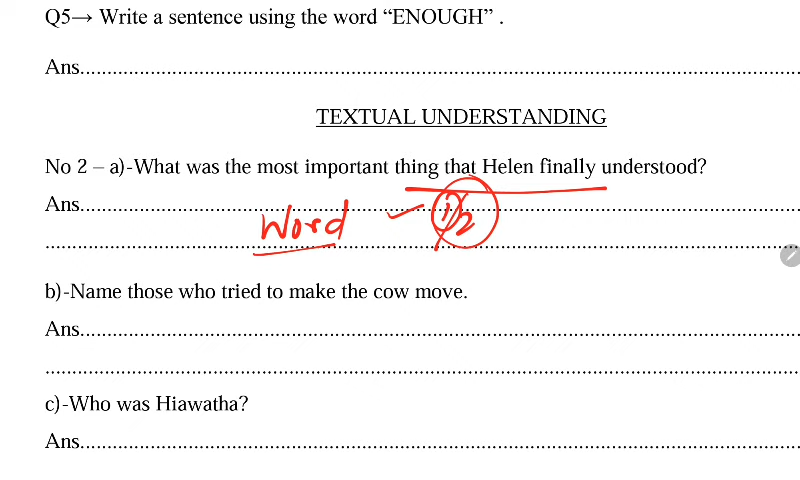 Q5→ Write a sentence using the word “ENOUGH” .
Ans....................................................................................................................................
TEXTUAL UNDERSTANDING
No 2 – a)-What was the most important thing that Helen finally understood?
Ans....................................................................................................................................
Word
..........................................................................................................................................
b)-Name those who tried to make the cow move.
Ans....................................................................................................................................
..........................................................................................................................................
c)-Who was Hiawatha?
Ans....................................................................................................................................